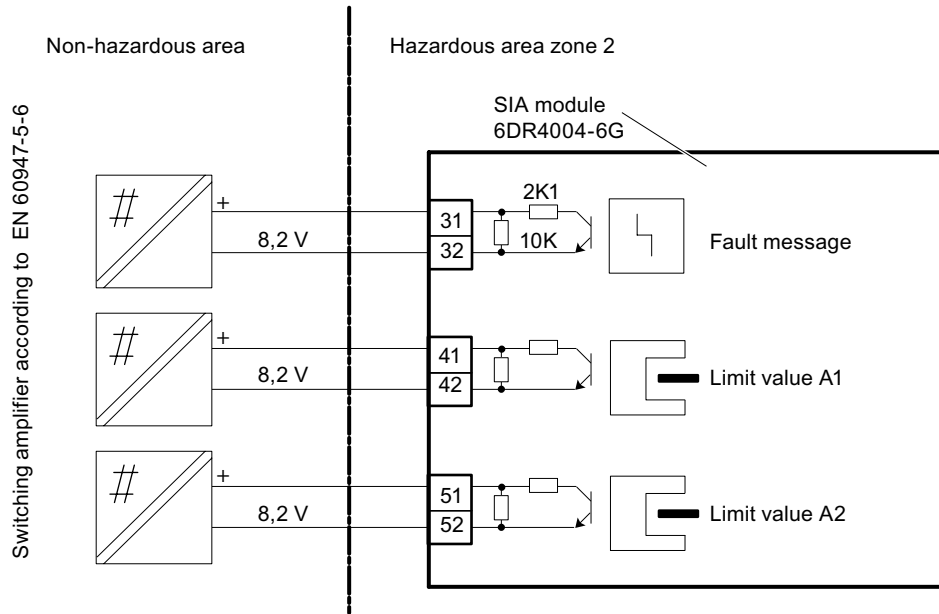 Non-hazardous area
Hazardous area zone 2
Switching amplifier according to EN 60947-5-6
SIA module
6DR4004-6G
+
8,2 V
31
32
2K1
10K
Fault message
+
8,2 V
41
42
Limit value A1
+
8,2 V
51
52
Limit value A2